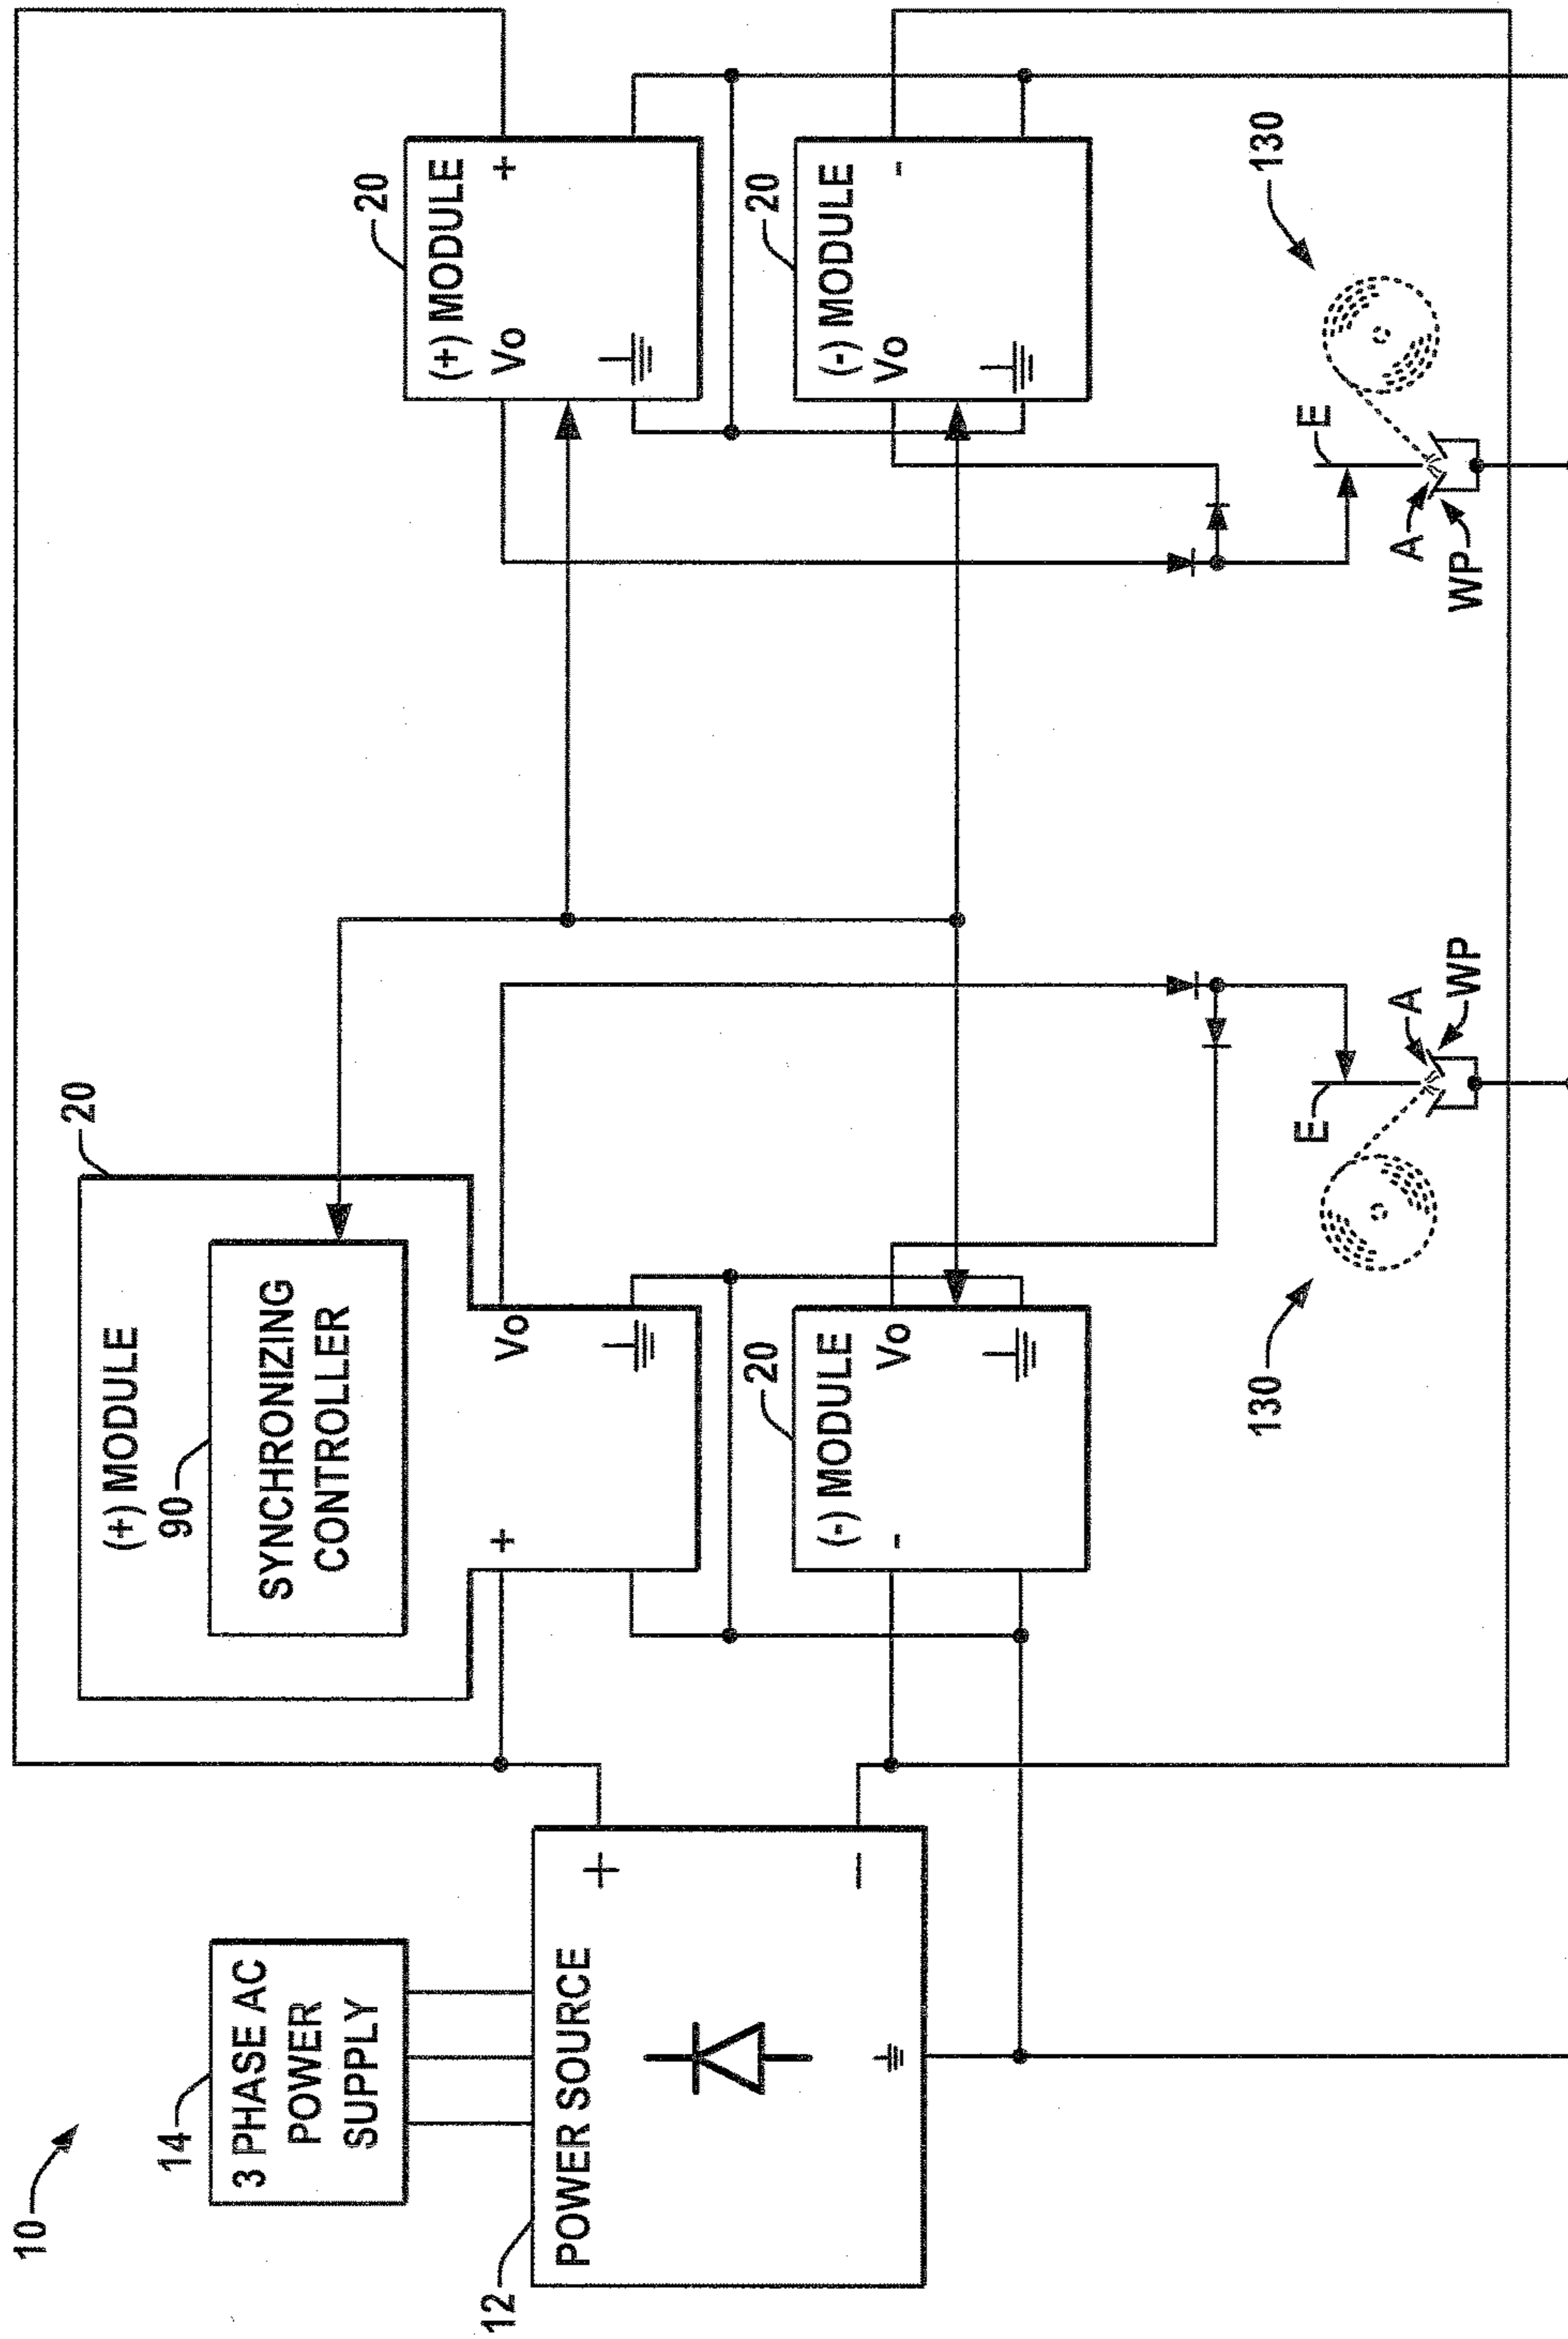 10
14
3 PHASE AC
POWER
SUPPLY
12
POWER SOURCE
+
−
20
(+) MODULE
90
SYNCHRONIZING
CONTROLLER
+
Vo
20
(-) MODULE
-
Vo
130
E
A
WP
20
(+) MODULE
Vo
+
20
(-) MODULE
Vo
-
130
E
A
WP